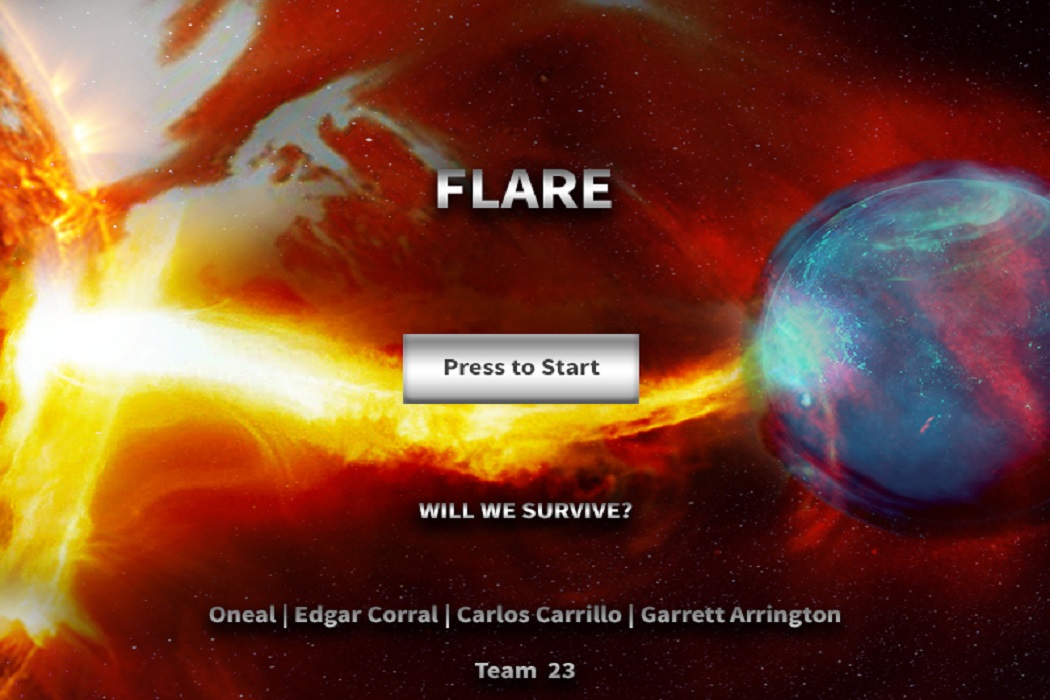 FLARE
Press to Start
WILL WE SURVIVE?
Oneal | Edgar Corral | Carlos Carrillo | Garrett Arrington
Team 23